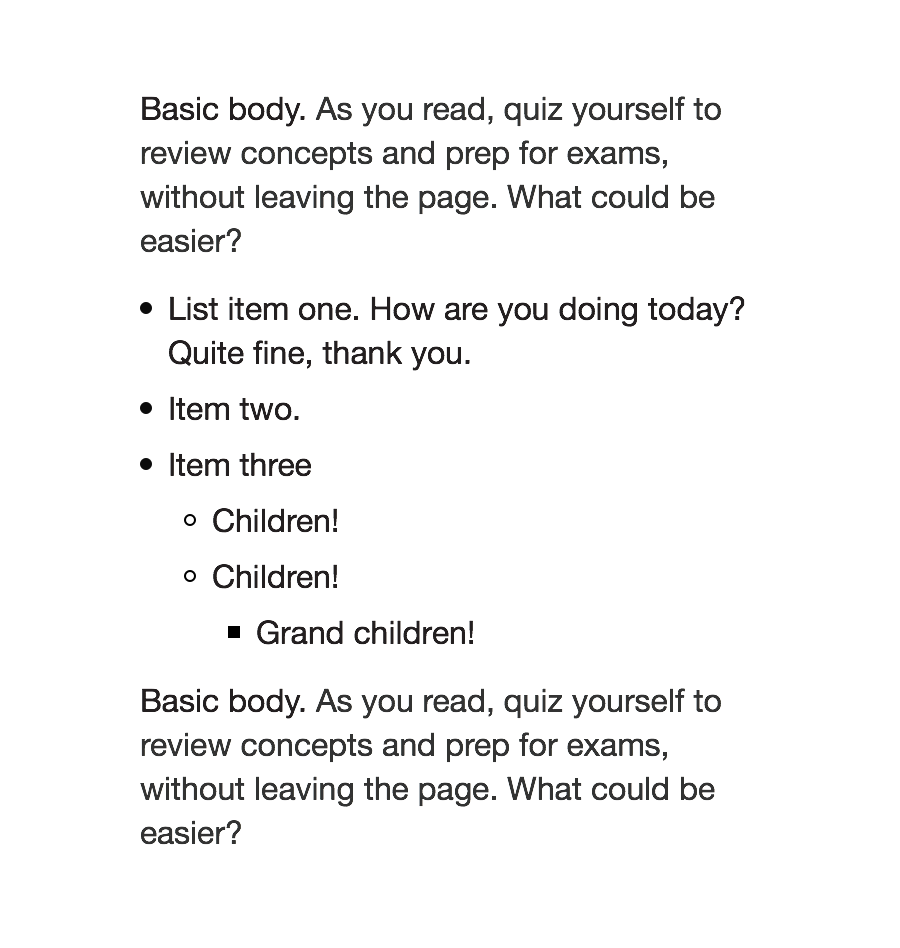 Basic body. As you read, quiz yourself to
review concepts and prep for exams,
without leaving the page. What could be
easier?
• List item one. How are you doing today?
Quite fine, thank you.
• Item two.
• Item three
◦ Children!
◦ Children!
▪ Grand children!
Basic body. As you read, quiz yourself to
review concepts and prep for exams,
without leaving the page. What could be
easier?